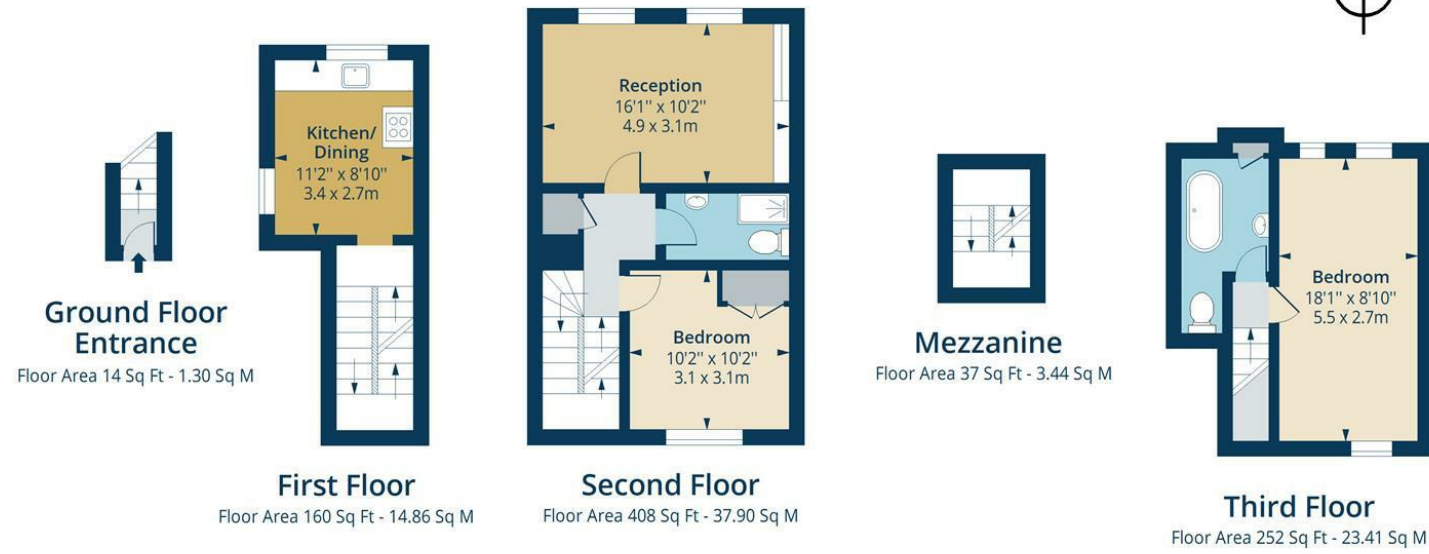 Ground Floor
Entrance
Floor Area 14 Sq Ft - 1.30 Sq M
Kitchen/
Dining
11'2" x 8'10"
3.4 x 2.7m
First Floor
Floor Area 160 Sq Ft - 14.86 Sq M
Reception
16'1" x 10'2"
4.9 x 3.1m
Bedroom
10'2" x 10'2"
3.1 x 3.1m
Second Floor
Floor Area 408 Sq Ft - 37.90 Sq M
Mezzanine
Floor Area 37 Sq Ft - 3.44 Sq M
Bedroom
18'1" x 8'10"
5.5 x 2.7m
Third Floor
Floor Area 252 Sq Ft - 23.41 Sq M